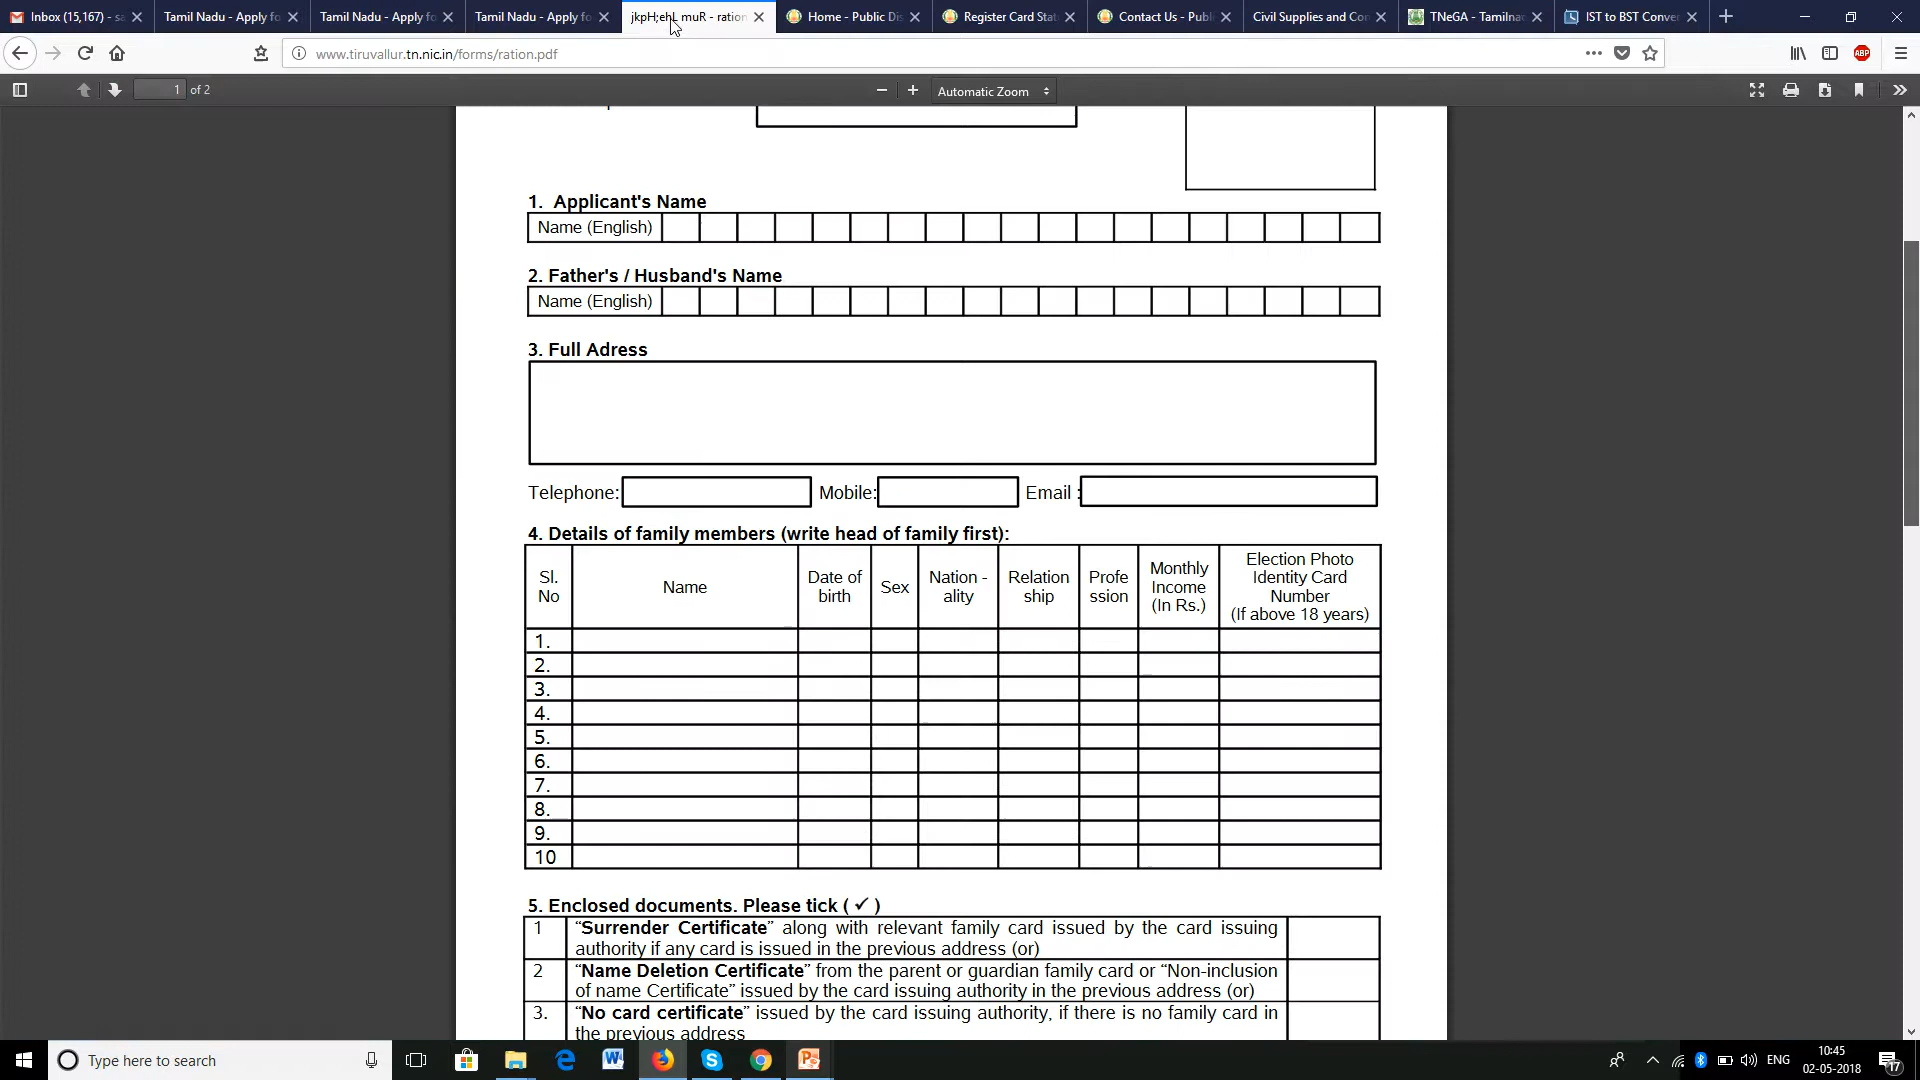 Inbox (15,167) - sa
Tamil Nadu - Apply fo
Tamil Nadu - Apply fo
Tamil Nadu - Apply fo
jkpH;ehL muR - ration
Home - Public Dis
Register Card Stat
Contact Us - Publi
Civil Supplies and Con
TNeGA - Tamilnad
IST to BST Conver
www.tiruvallur.tn.nic.in/forms/ration.pdf
ABP
1 of 2
Automatic Zoom
1. Applicant's Name
Name (English)
2. Father's / Husband's Name
Name (English)
3. Full Adress
Telephone: Mobile: Email :
4. Details of family members (write head of family first):
Sl. No
Name
Date of birth
Sex
Nation - ality
Relation ship
Profe ssion
Monthly Income (In Rs.)
Election Photo Identity Card Number (If above 18 years)
1.
2.
3.
4.
5.
6.
7.
8.
9.
10
5. Enclosed documents. Please tick ( ✓ )
1 “Surrender Certificate” along with relevant family card issued by the card issuing
authority if any card is issued in the previous address (or)
2 “Name Deletion Certificate” from the parent or guardian family card or “Non-inclusion
of name Certificate” issued by the card issuing authority in the previous address (or)
3. “No card certificate” issued by the card issuing authority, if there is no family card in
the previous address
Type here to search
ENG
10:45
02-05-2018
17